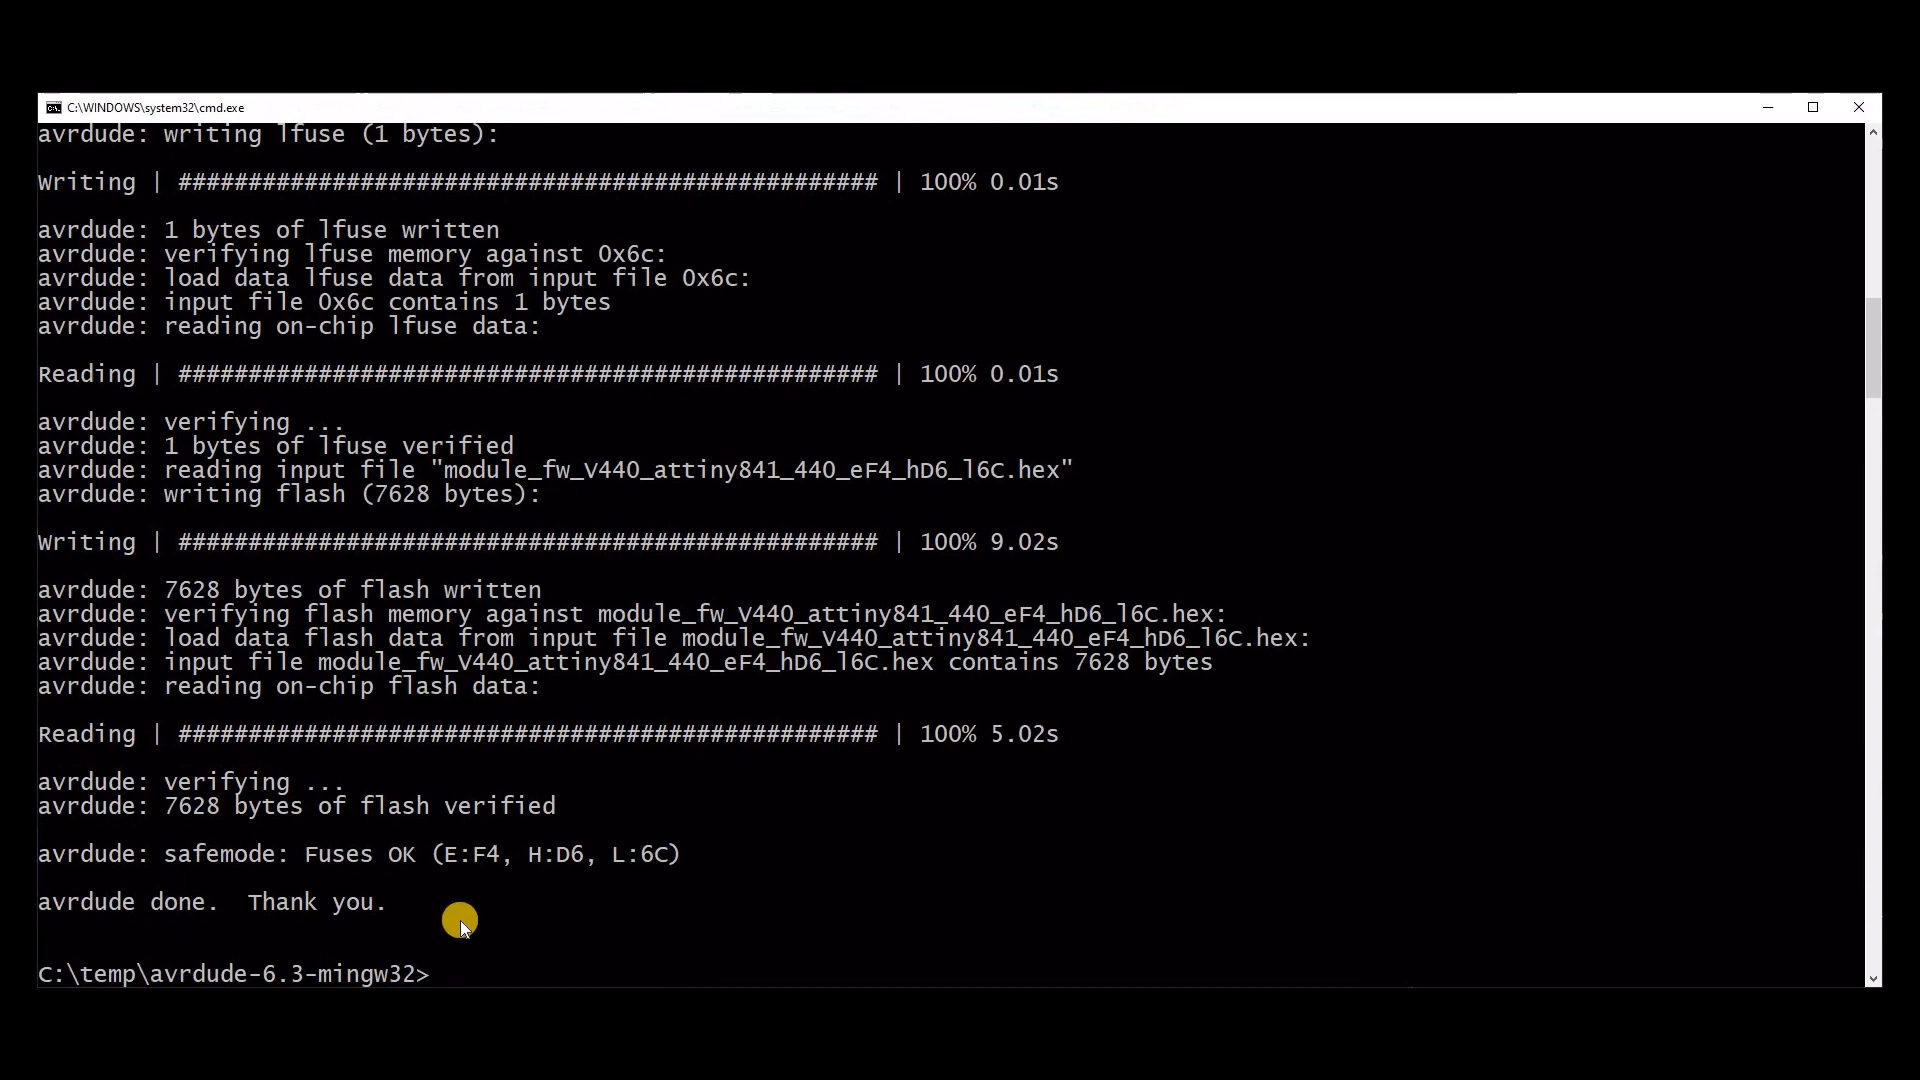 C:\WINDOWS\system32\cmd.exe
avrdude: writing lfuse (1 bytes):
Writing | ################################################## | 100% 0.01s
avrdude: 1 bytes of lfuse written
avrdude: verifying lfuse memory against 0x6c:
avrdude: load data lfuse data from input file 0x6c:
avrdude: input file 0x6c contains 1 bytes
avrdude: reading on-chip lfuse data:
Reading | ################################################## | 100% 0.01s
avrdude: verifying ...
avrdude: 1 bytes of lfuse verified
avrdude: reading input file "module_fw_V440_attiny841_440_eF4_hD6_l6C.hex"
avrdude: writing flash (7628 bytes):
Writing | ################################################## | 100% 9.02s
avrdude: 7628 bytes of flash written
avrdude: verifying flash memory against module_fw_V440_attiny841_440_eF4_hD6_l6C.hex:
avrdude: load data flash data from input file module_fw_V440_attiny841_440_eF4_hD6_l6C.hex:
avrdude: input file module_fw_V440_attiny841_440_eF4_hD6_l6C.hex contains 7628 bytes
avrdude: reading on-chip flash data:
Reading | ################################################## | 100% 5.02s
avrdude: verifying ...
avrdude: 7628 bytes of flash verified
avrdude: safemode: Fuses OK (E:F4, H:D6, L:6C)
avrdude done.  Thank you.
C:\temp\avrdude-6.3-mingw32>